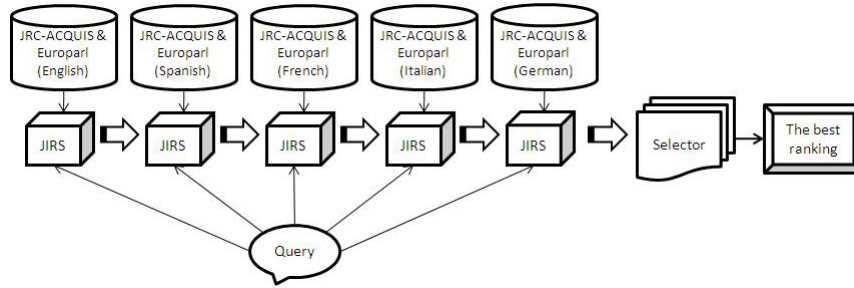 JRC-ACQUIS &
Europarl
(English)
JRC-ACQUIS &
Europarl
(Spanish)
JRC-ACQUIS &
Europarl
(French)
JRC-ACQUIS &
Europarl
(Italian)
JRC-ACQUIS &
Europarl
(German)
JIRS
JIRS
JIRS
JIRS
JIRS
Selector
The best
ranking
Query